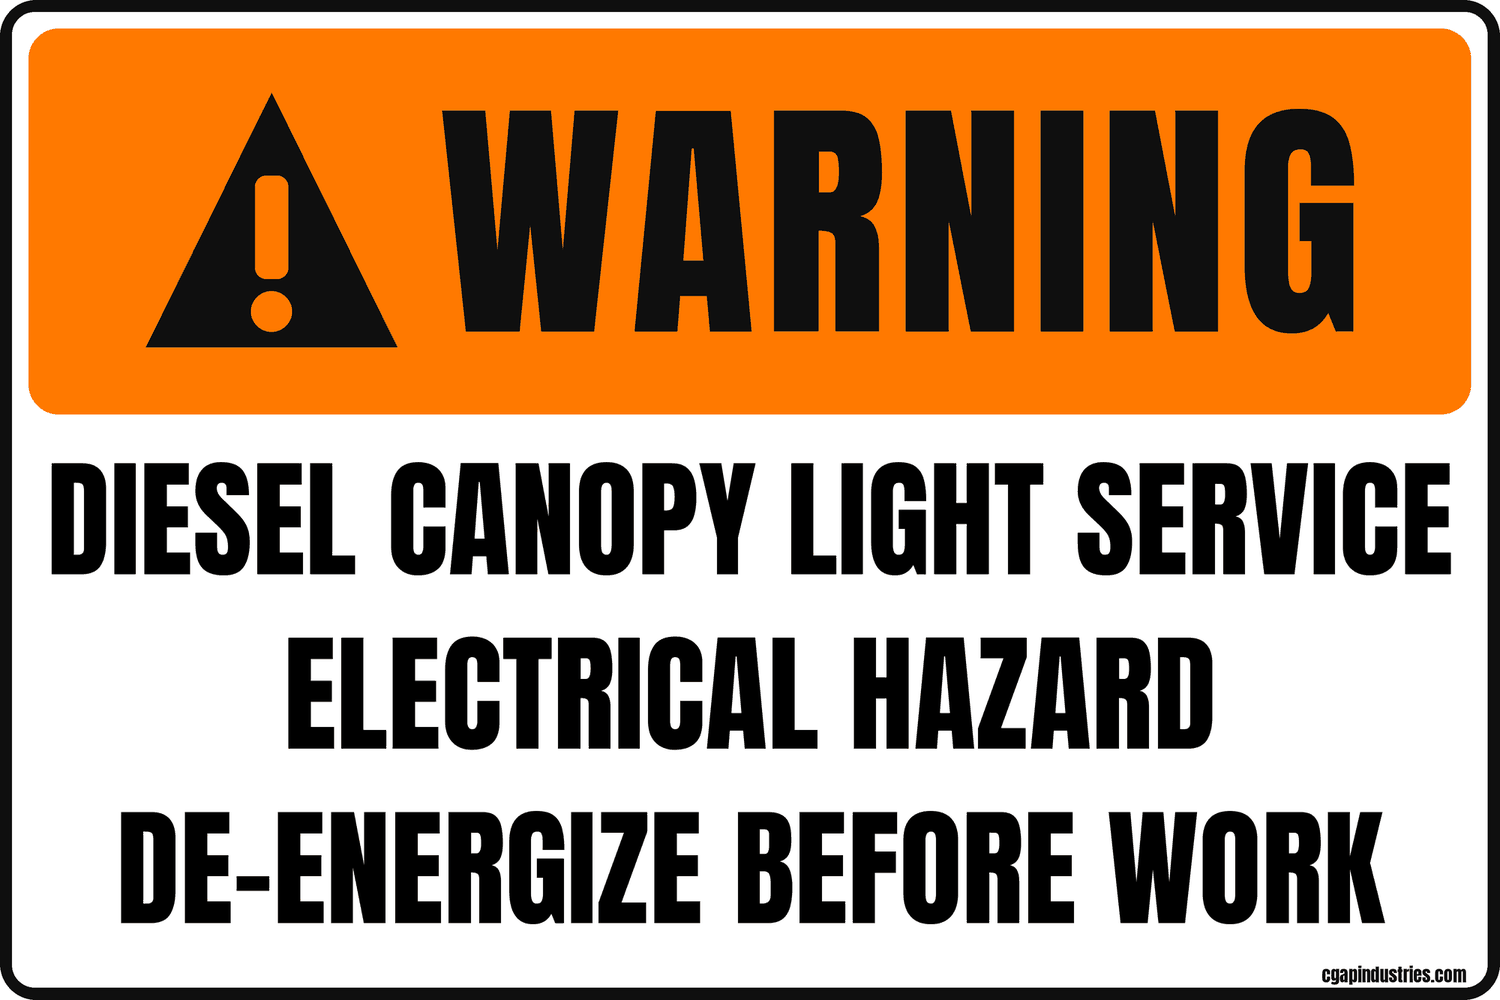 WARNING
DIESEL CANOPY LIGHT SERVICE
ELECTRICAL HAZARD
DE-ENERGIZE BEFORE WORK
cgapindustries.com